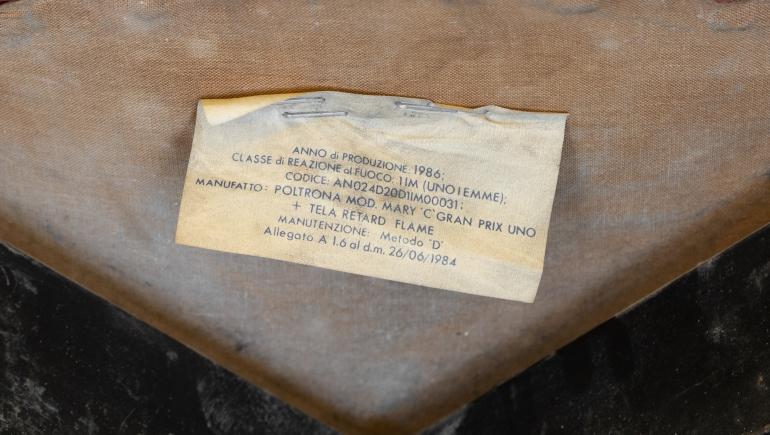 ANNO di PRODUZIONE: 1986;
CLASSE di REAZIONE al FUOCO: 1IM (UNO I EMME);
CODICE: AN024D20D1IM00031;
MANUFATTO: POLTRONA MOD. MARY "C" GRAN PRIX UNO
+ TELA RETARD FLAME
MANUTENZIONE: Metodo "D"
Allegato A 1.6 al d.m. 26/06/1984